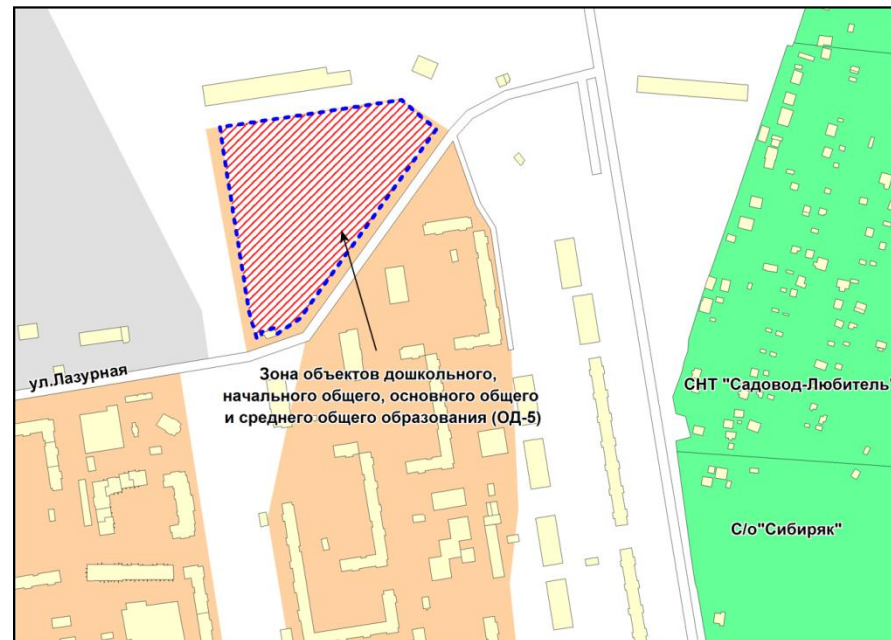 ул.Лазурная
Зона объектов дошкольного,
начального общего, основного общего
и среднего общего образования (ОД-5)
СНТ "Садовод-Любитель"
С/о"Сибиряк"